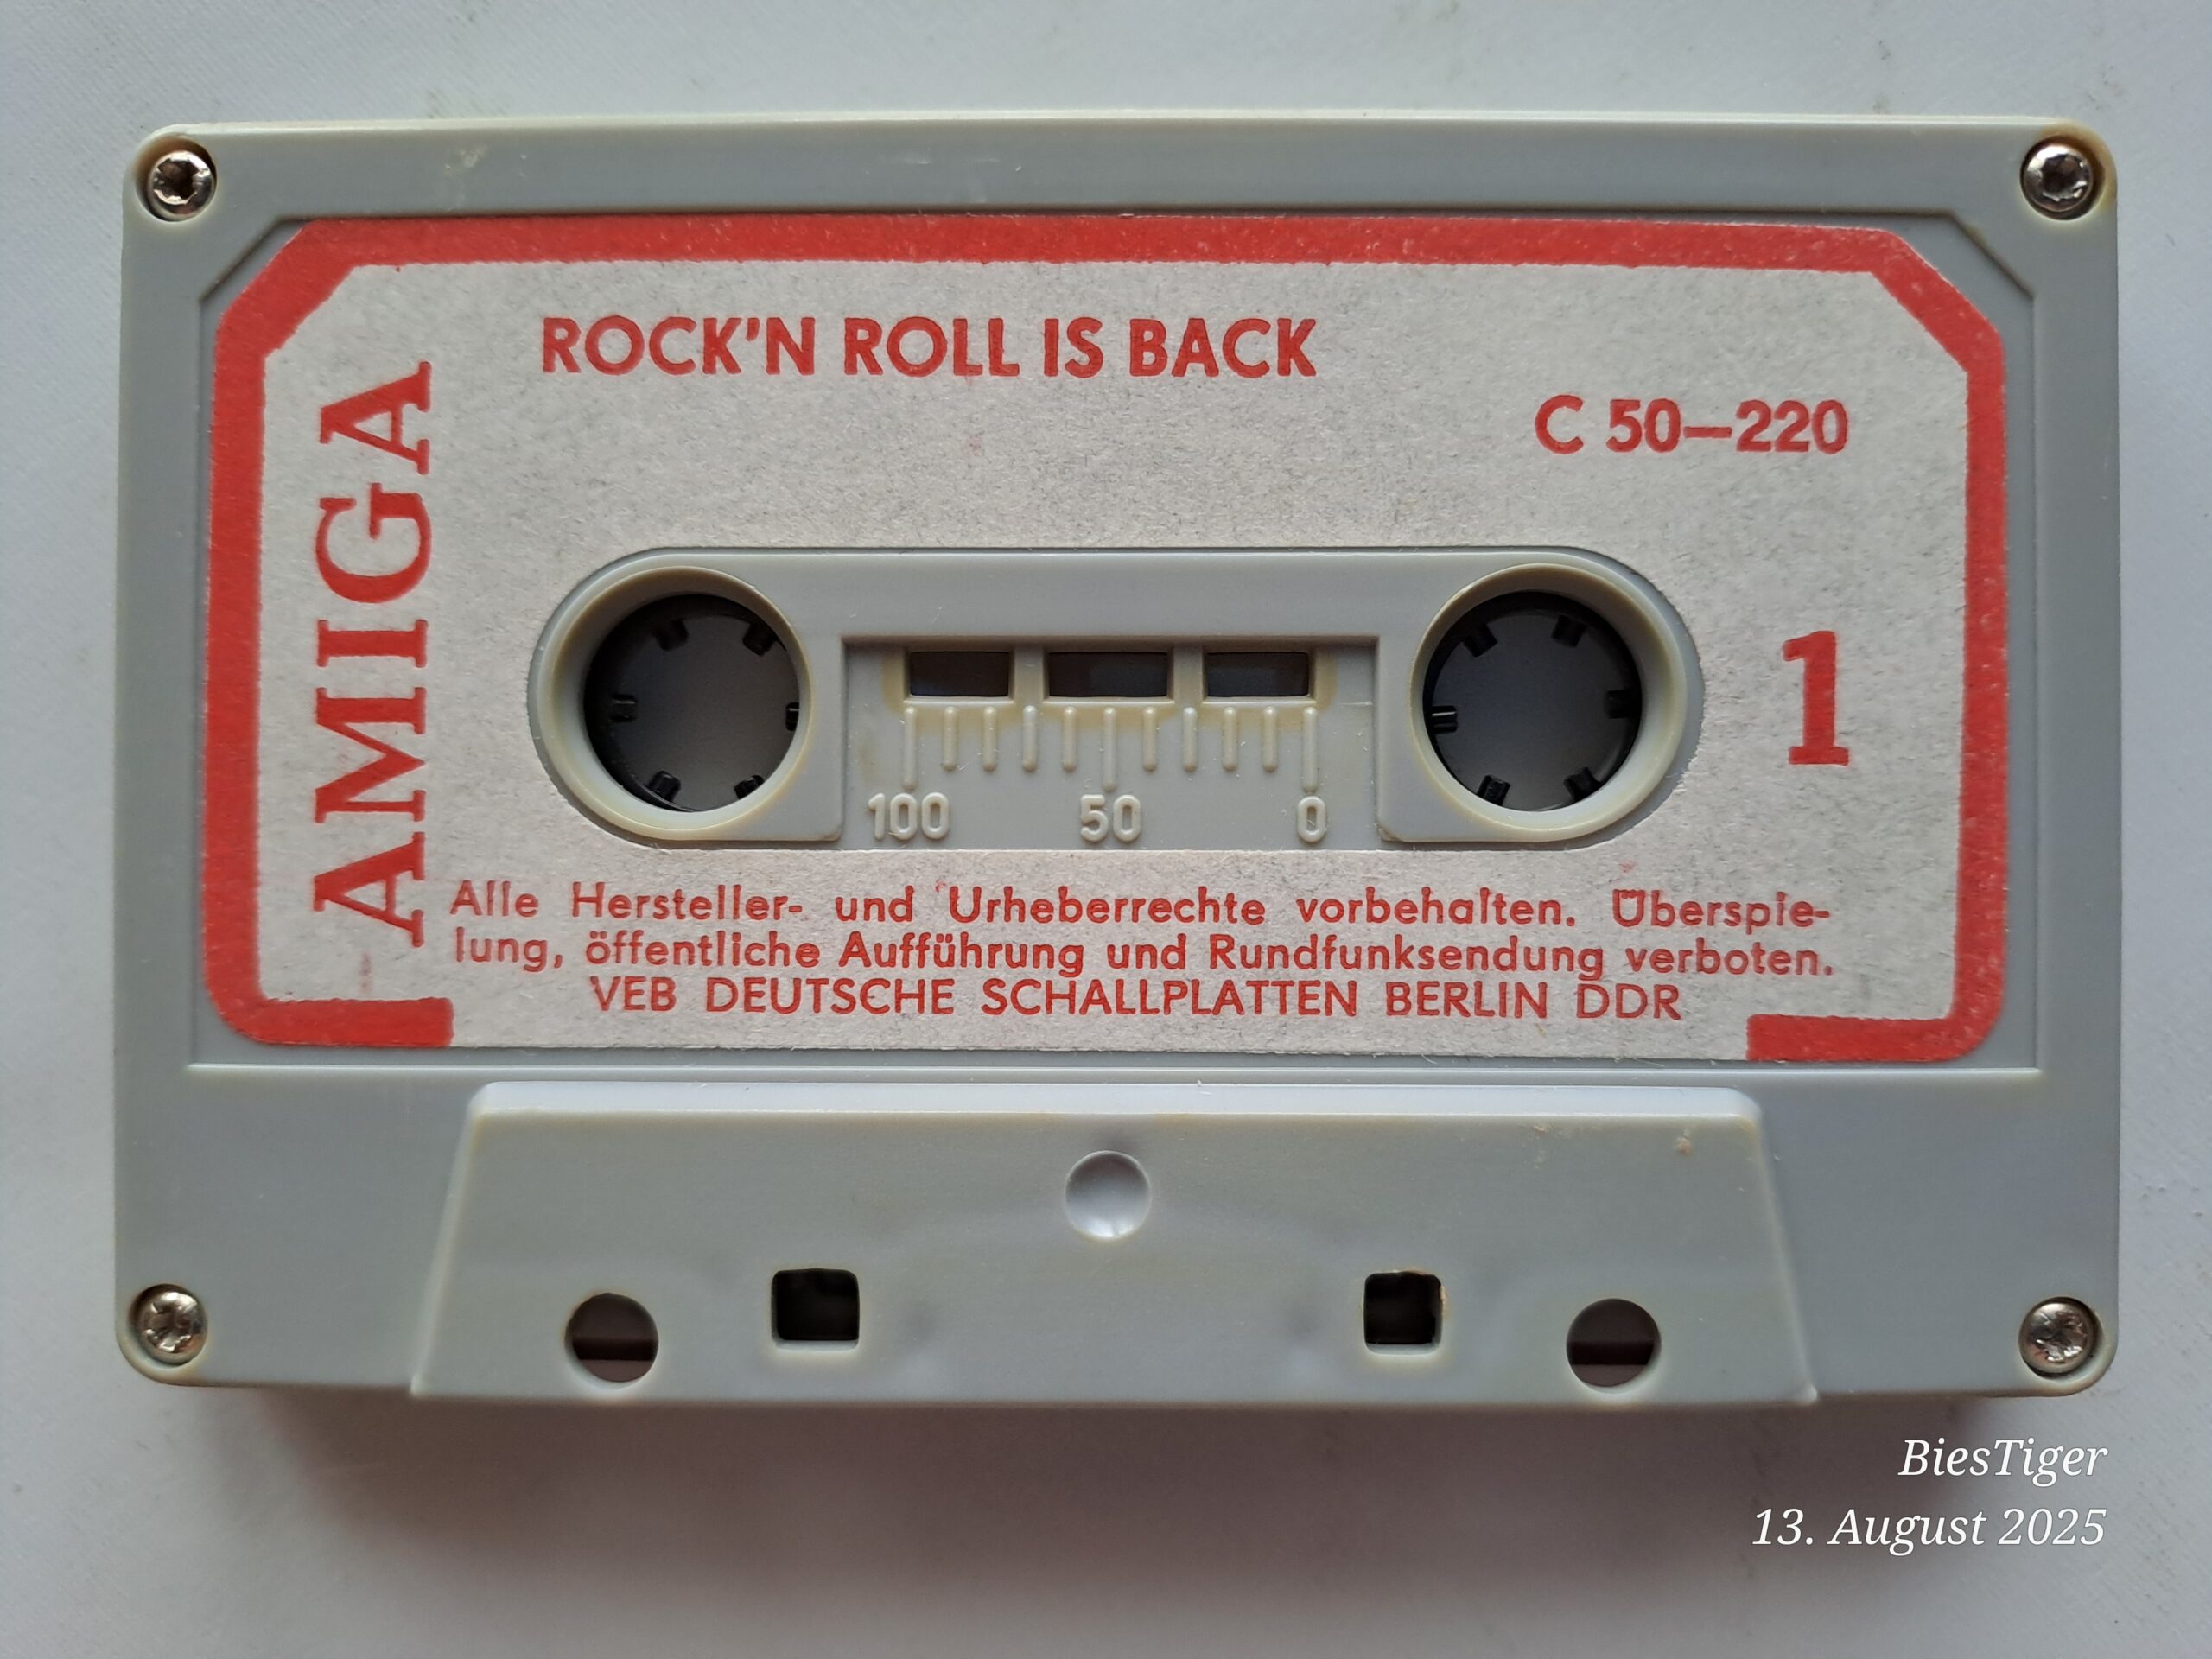 ROCK'N ROLL IS BACK
C 50–220
AMIGA
1
100 50 0
Alle Hersteller- und Urheberrechte vorbehalten. Überspie-
lung, öffentliche Aufführung und Rundfunksendung verboten.
VEB DEUTSCHE SCHALLPLATTEN BERLIN DDR
BiesTiger
13. August 2025